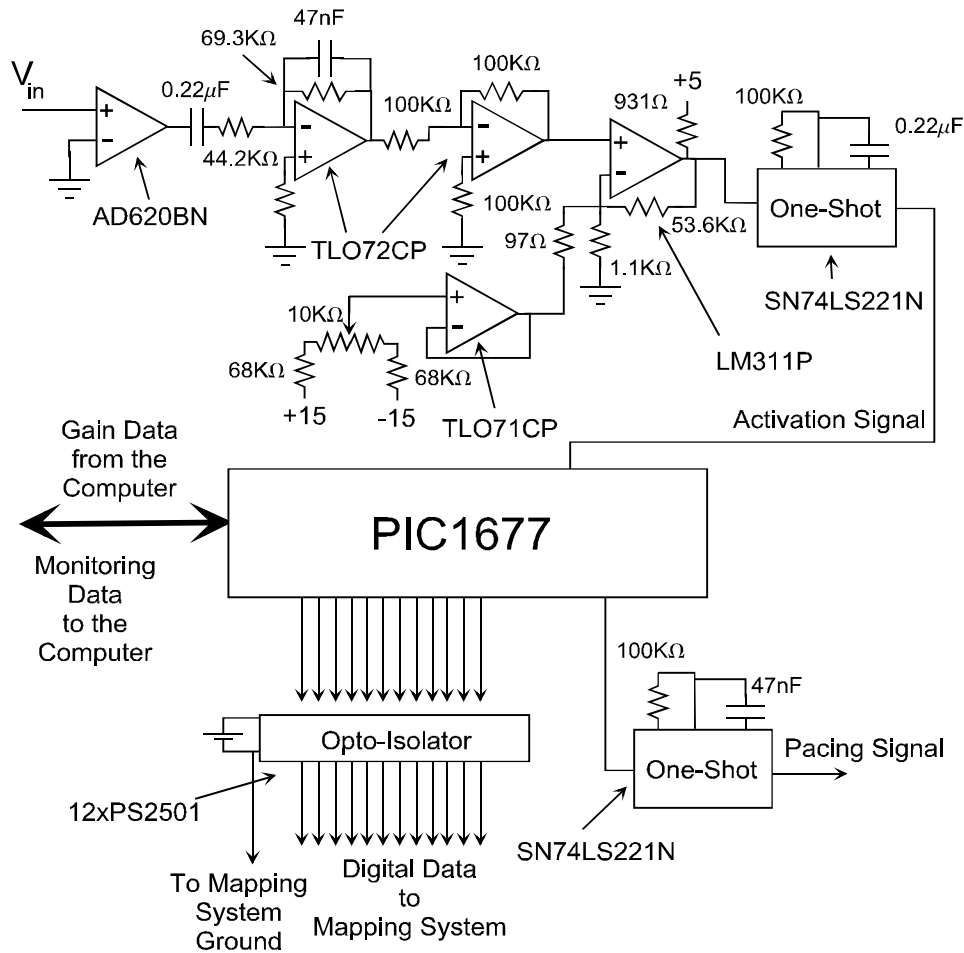 47nF
69.3KΩ
V in
0.22μF
44.2KΩ
AD620BN
100KΩ
100KΩ
100KΩ
TLO72CP
931Ω
+5
97Ω
1.1KΩ
53.6KΩ
100KΩ
0.22μF
One-Shot
SN74LS221N
LM311P
10KΩ
68KΩ
68KΩ
+15
-15
TLO71CP
Activation Signal
Gain Data
from the
Computer
PIC1677
Monitoring
Data
to the
Computer
100KΩ
47nF
Opto-Isolator
One-Shot
Pacing Signal
12xPS2501
SN74LS221N
To Mapping
System
Ground
Digital Data
to
Mapping System